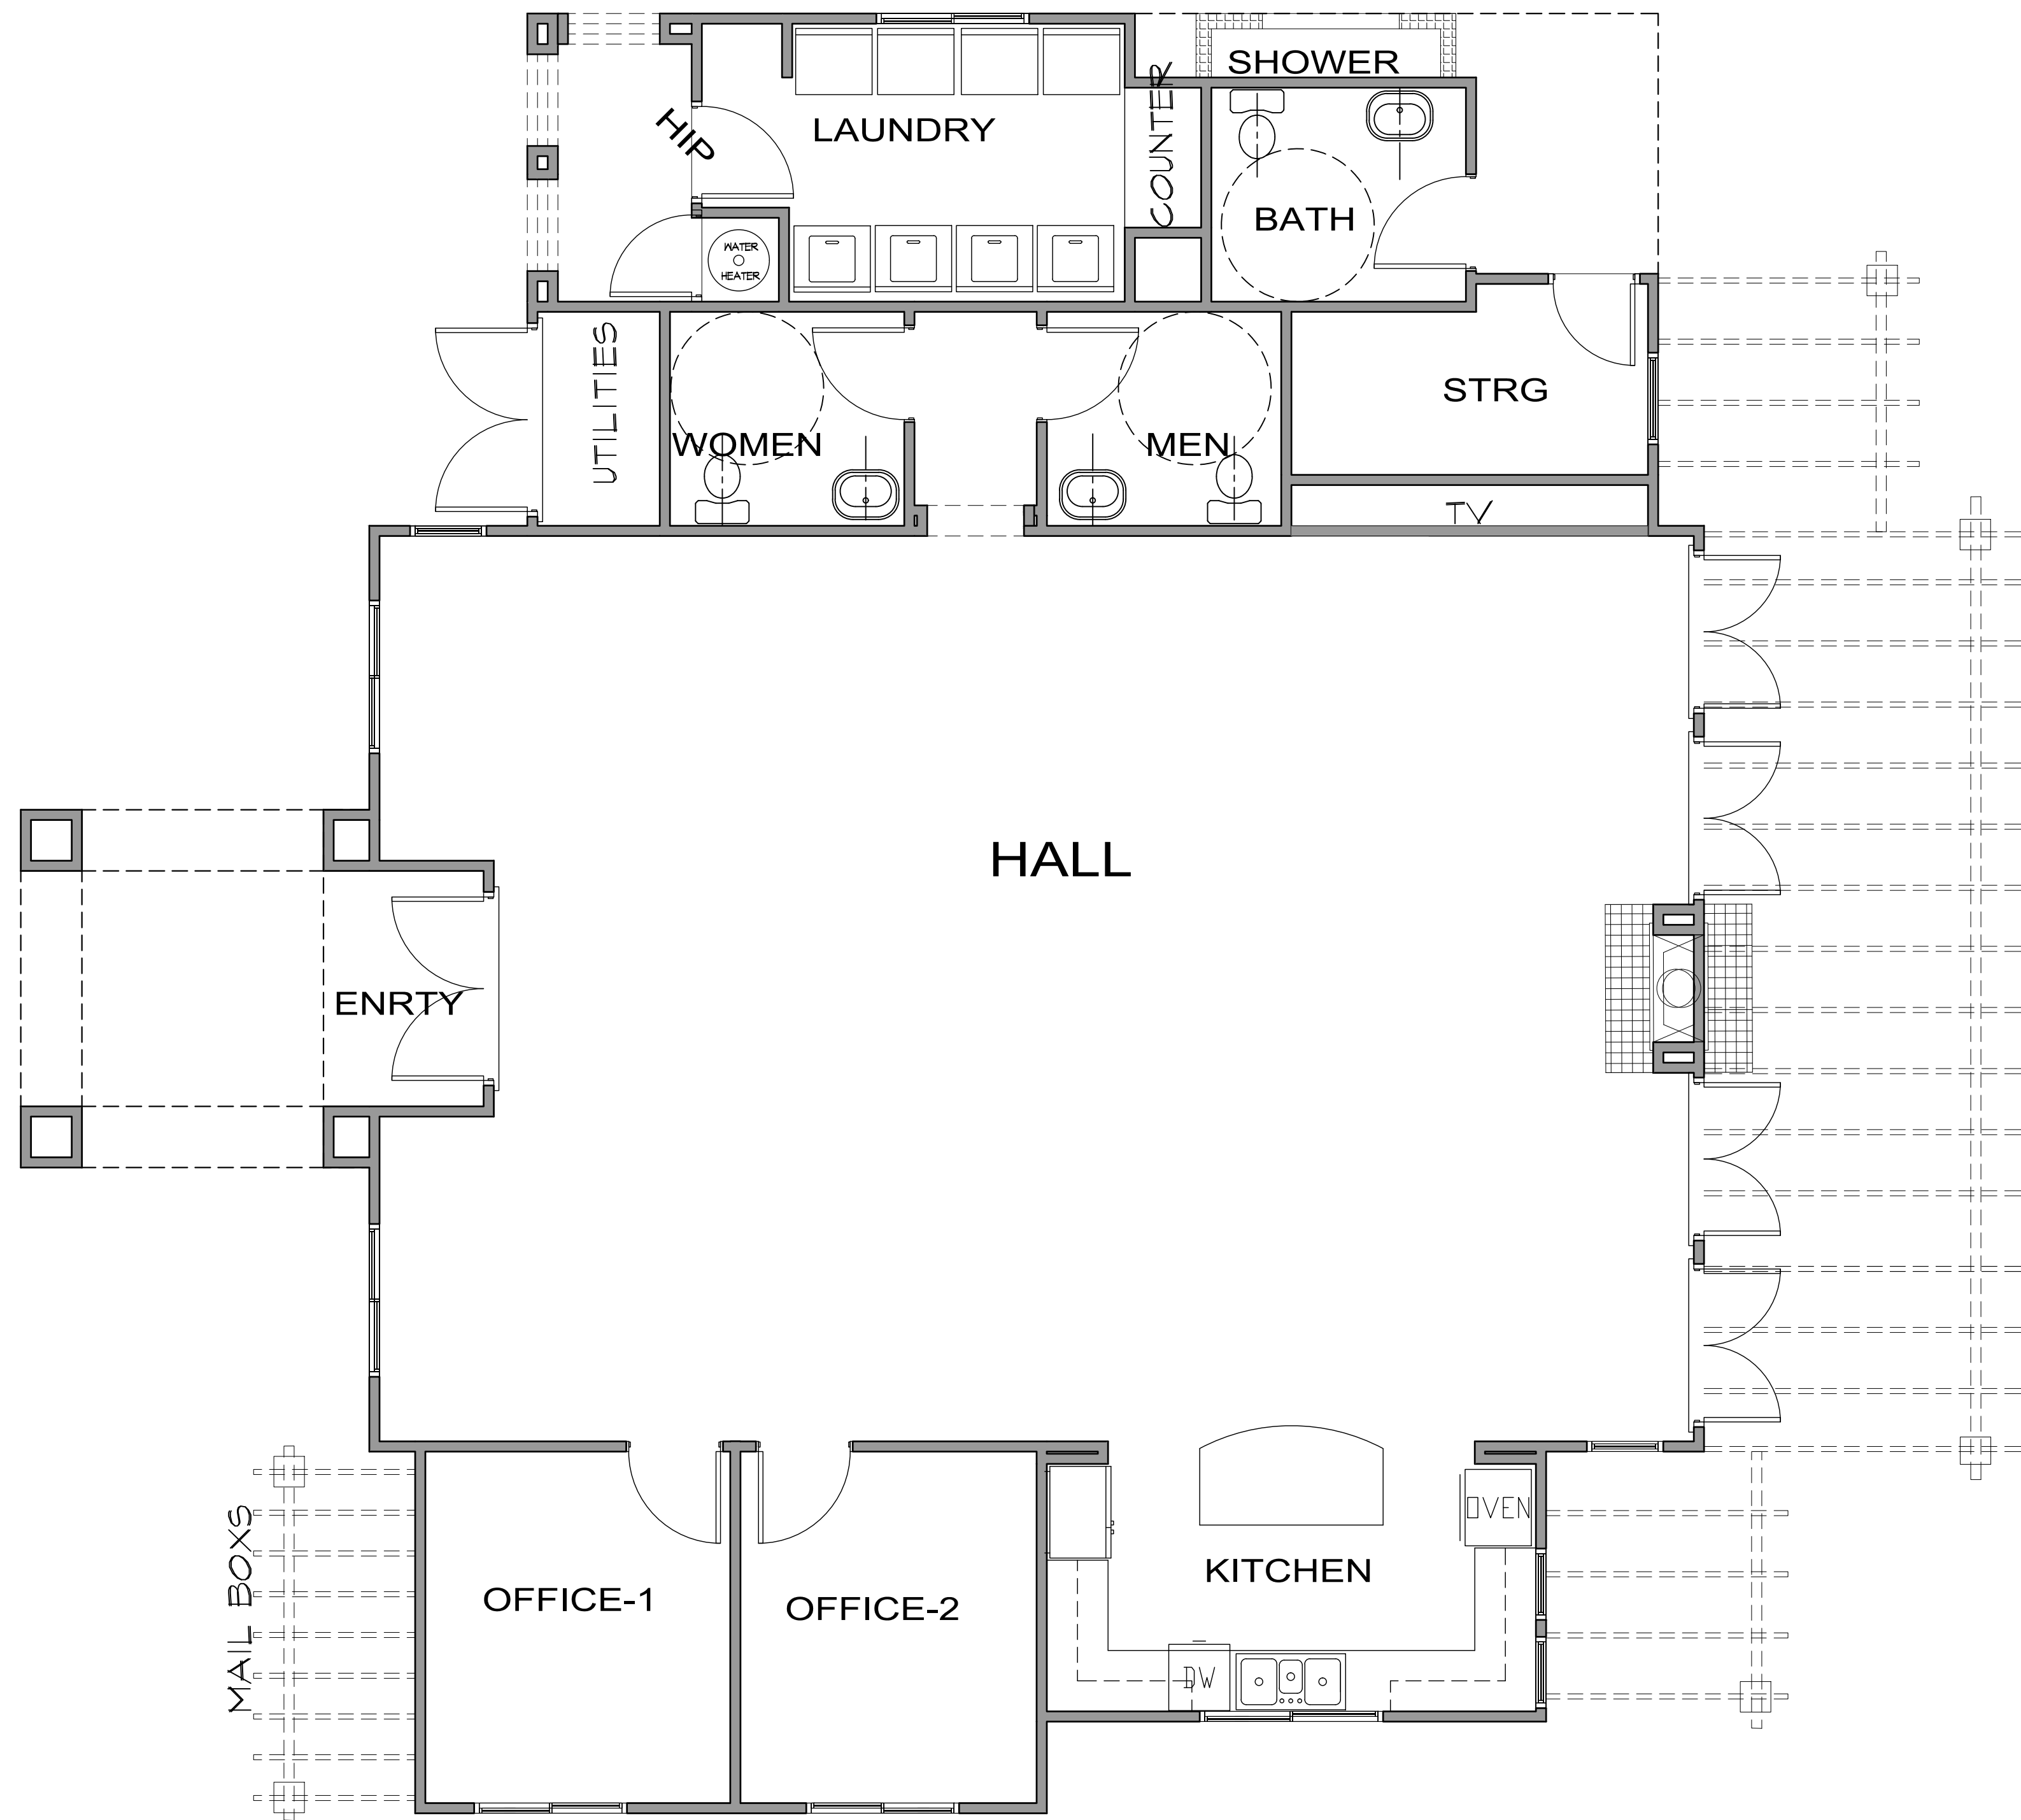 SHOWER
HIP
LAUNDRY
COUNTER
BATH
WATER
HEATER
UTILITIES
STRG
WOMEN
MEN
TV
HALL
ENRTY
OVEN
MAIL BOXS
KITCHEN
OFFICE-1
OFFICE-2
DW